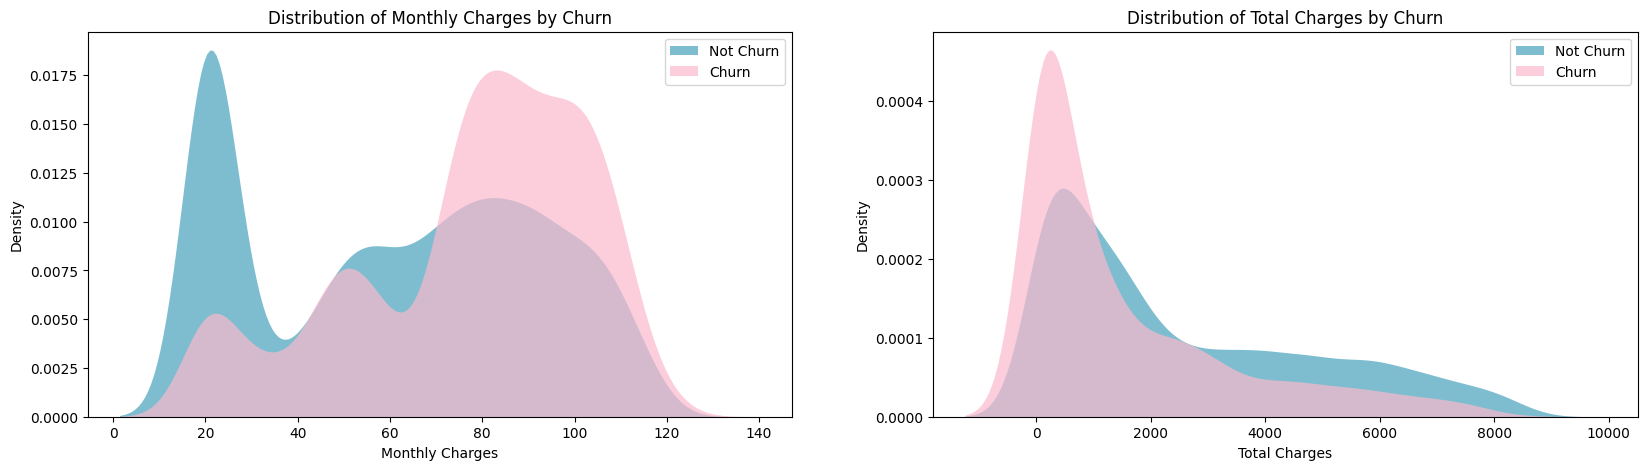 Distribution of Monthly Charges by Churn
Not Churn
Churn
0.0175
0.0150
0.0125
0.0100
0.0075
0.0050
0.0025
0.0000
Density
0 20 40 60 80 100 120 140
Monthly Charges
Distribution of Total Charges by Churn
Not Churn
Churn
0.0004
0.0003
0.0002
0.0001
0.0000
Density
0 2000 4000 6000 8000 10000
Total Charges